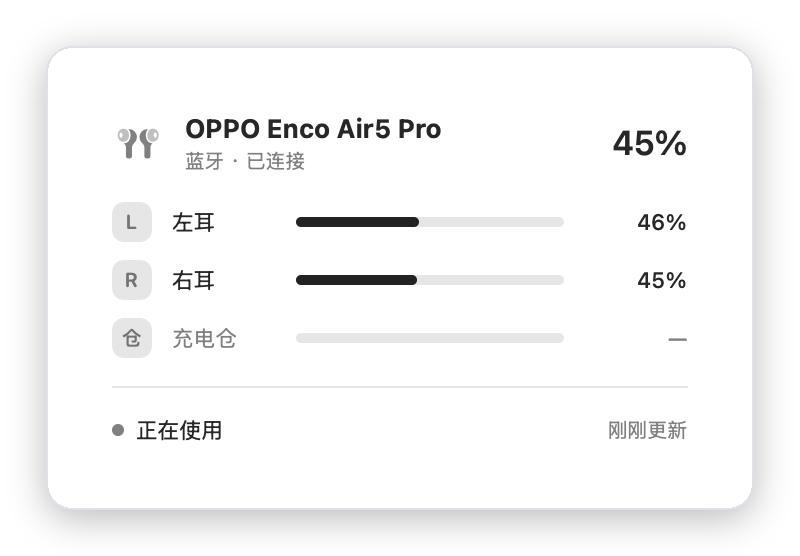 OPPO Enco Air5 Pro
45%
蓝牙 · 已连接
L 左耳 46%
R 右耳 45%
仓 充电仓 —
正在使用 刚刚更新